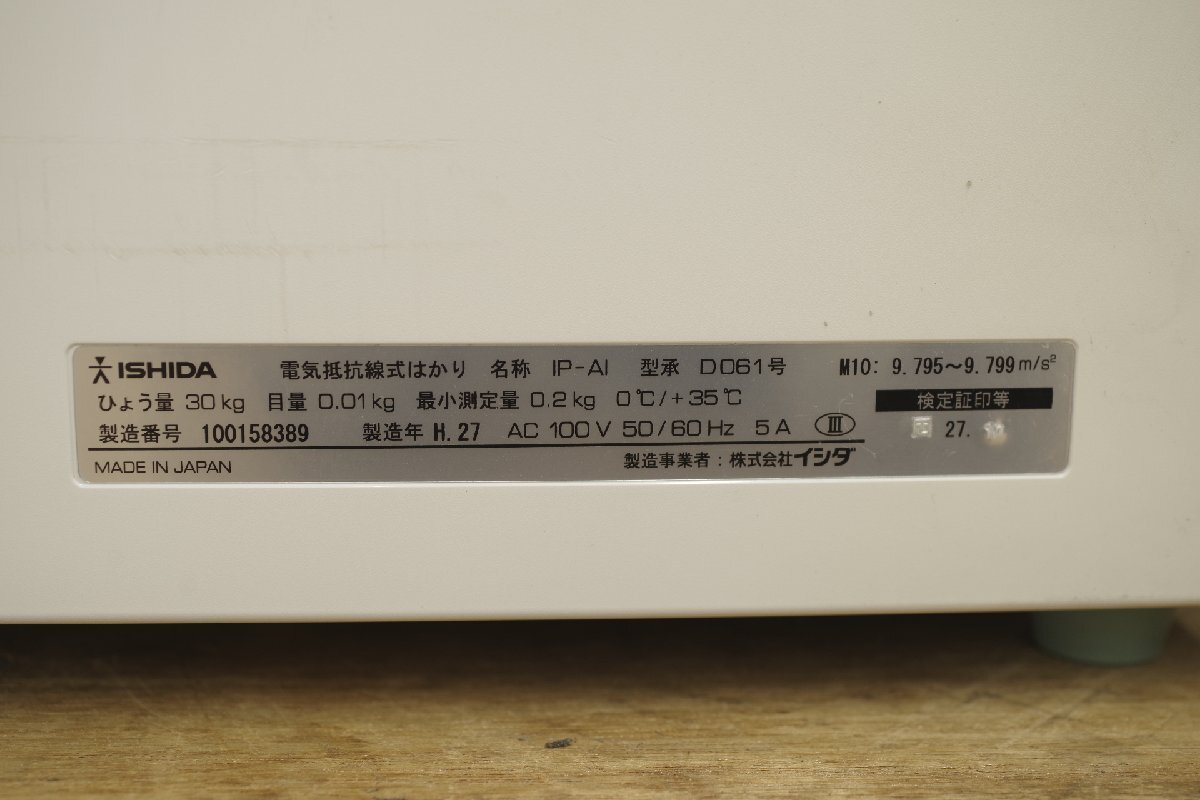 ISHIDA 電気抵抗線式はかり 名称 IP-AI 型承 D061号 M10: 9.795～9.799m/s²
ひょう量 30kg 目量 0.01kg 最小測定量 0.2kg 0℃/+35℃ 検定証印等
製造番号 100158389 製造年 H.27 AC 100V 50/60Hz 5A Ⅲ 27.
MADE IN JAPAN 製造事業者：株式会社イシダ